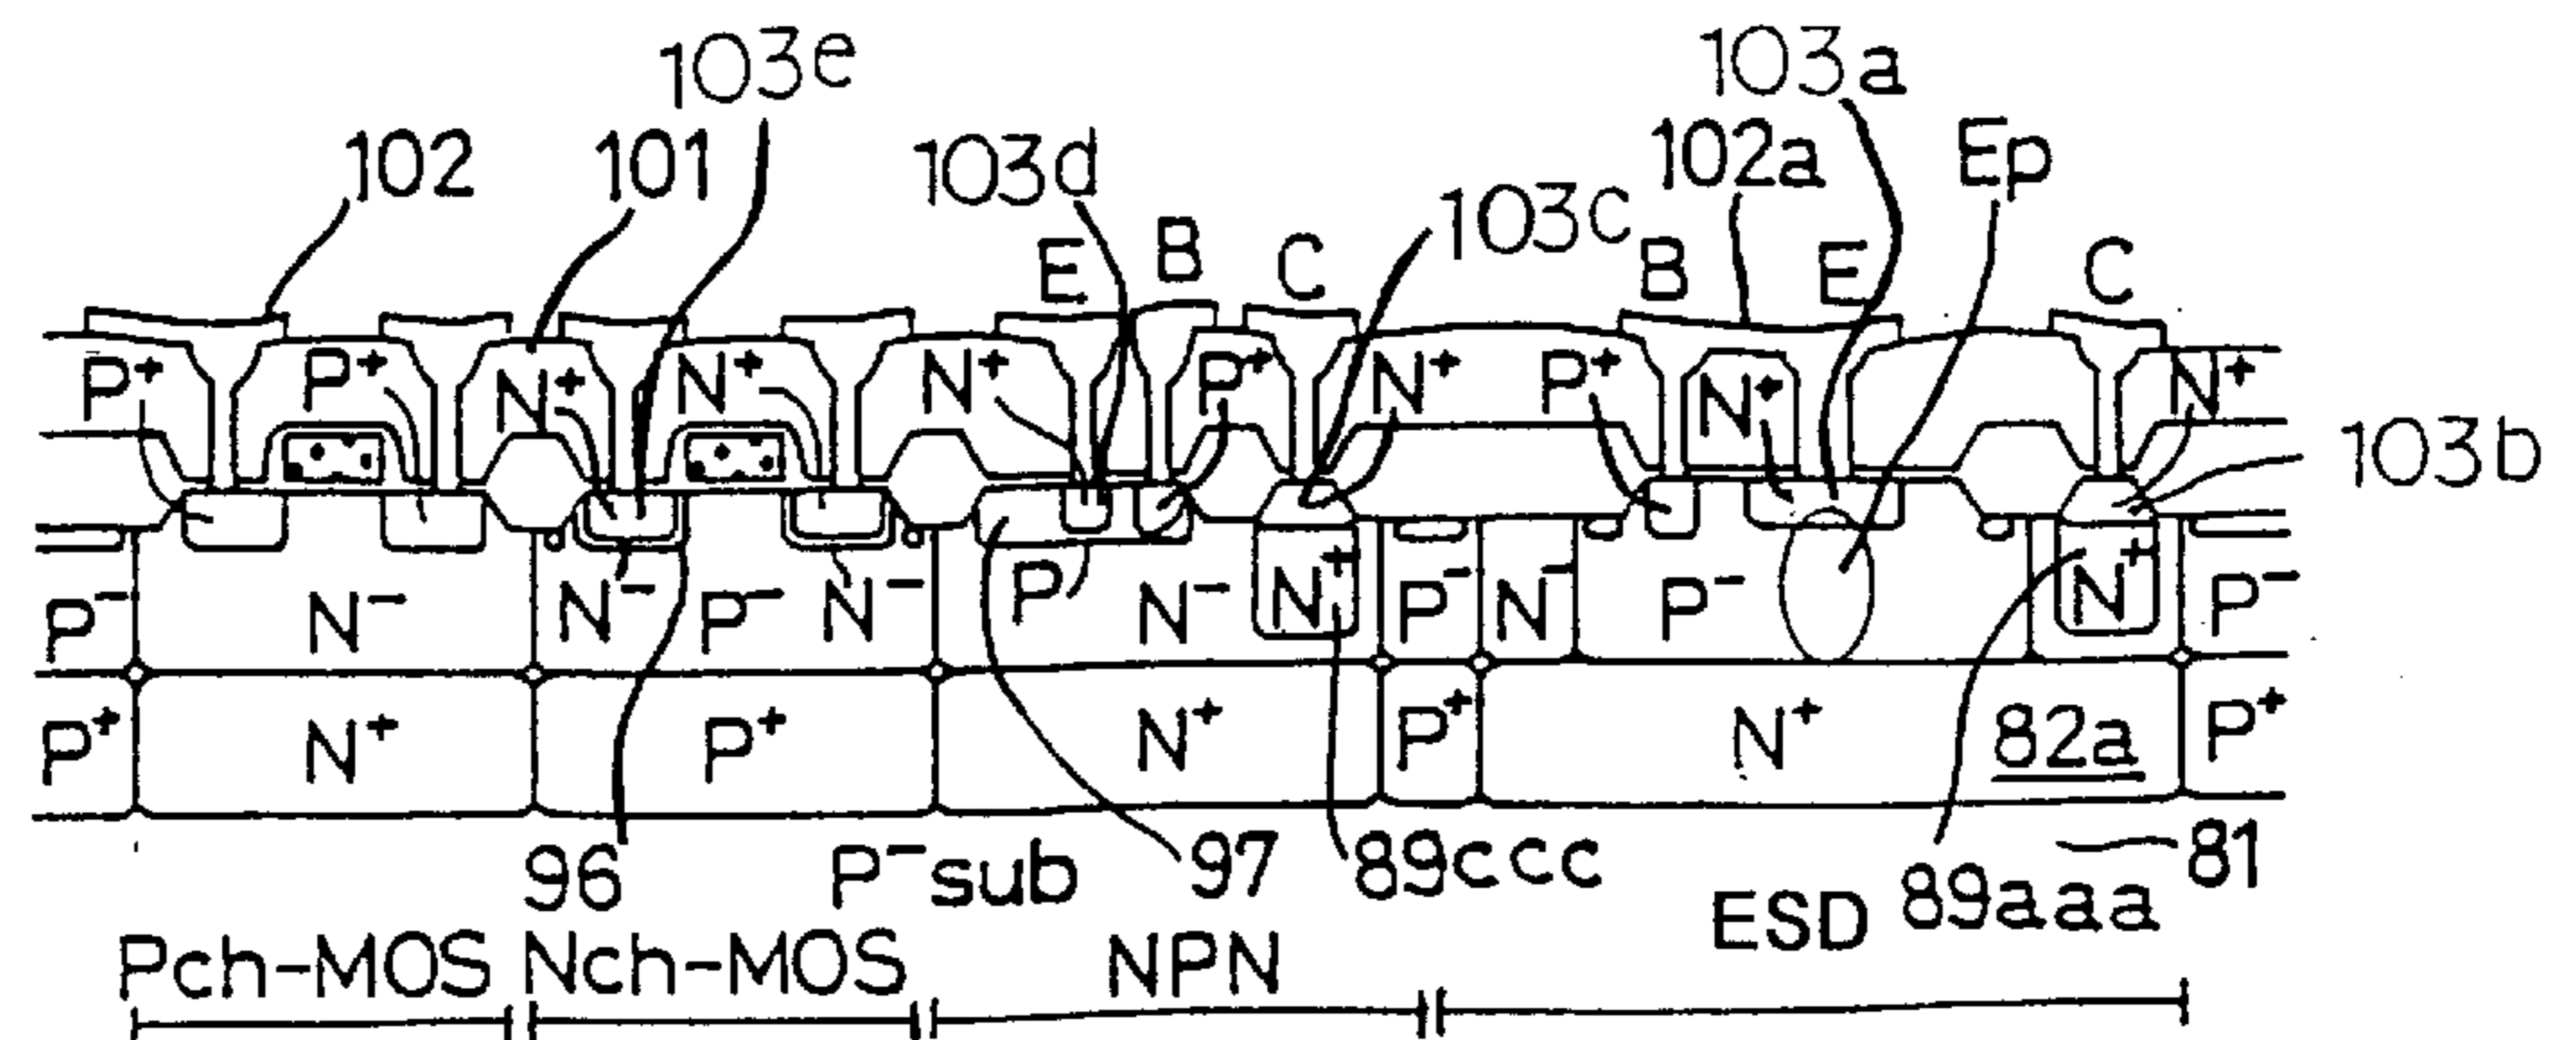 103e
103a
102
101
103d
102a
Ep
103c
E
B
C
B
E
C
P+
P+
N+
N+
N+
P+
N+
P+
N+
N+
103b
P-
N-
N-
P-
N-
P
N-
N+
P-
N-
P-
N+
P-
P+
N+
P+
N+
P+
N+
82a
P+
96
P-sub
97
89ccc
ESD
89aaa
81
Pch-MOS
Nch-MOS
NPN